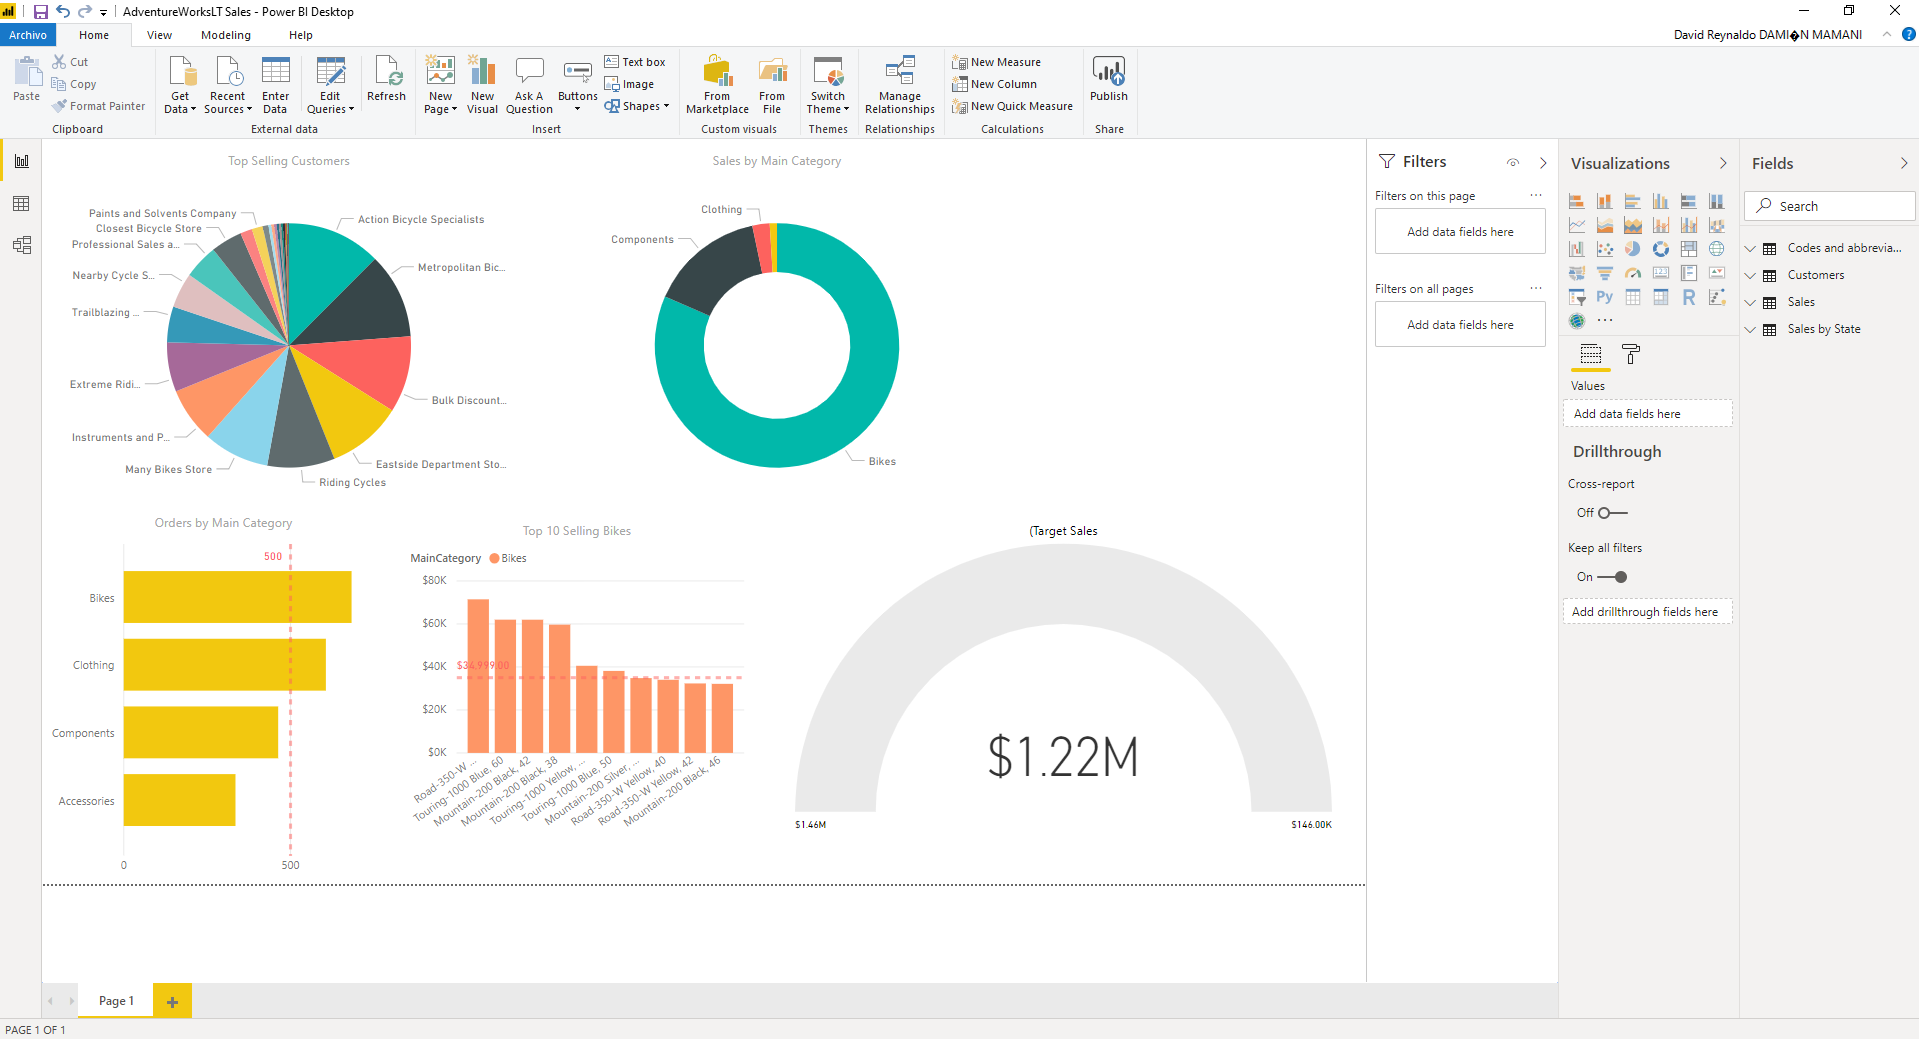 AdventureWorksLT Sales - Power BI Desktop
Archivo Home View Modeling Help
David Reynaldo DAMI�N MAMANI
Paste
Cut
Copy
Format Painter
Clipboard
Get Data
Recent Sources
Enter Data
Edit Queries
Refresh
External data
New Page
New Visual
Ask A Question
Buttons
Text box
Image
Shapes
Insert
From Marketplace
From File
Custom visuals
Switch Theme
Themes
Manage Relationships
Relationships
New Measure
New Column
New Quick Measure
Calculations
Publish
Share
Top Selling Customers
Paints and Solvents Company
Closest Bicycle Store
Professional Sales a...
Nearby Cycle S...
Trailblazing ...
Extreme Ridi...
Instruments and P...
Many Bikes Store
Action Bicycle Specialists
Metropolitan Bic...
Bulk Discount...
Eastside Department Sto...
Riding Cycles
Sales by Main Category
Clothing
Components
Bikes
Orders by Main Category
500
Bikes
Clothing
Components
Accessories
0 500
Top 10 Selling Bikes
MainCategory Bikes
$80K
$60K
$40K
$34,999.00
$20K
$0K
Road-350-W ...
Touring-1000 Blue, 60
Mountain-200 Black, 42
Mountain-200 Black, 38
Touring-1000 Yellow, ...
Touring-1000 Blue, 50
Mountain-200 Silver, ...
Road-350-W Yellow, 40
Road-350-W Yellow, 42
Mountain-200 Black, 46
(Target Sales
$1.22M
$1.46M $146.00K
Filters
Filters on this page ...
Add data fields here
Filters on all pages ...
Add data fields here
Visualizations
Py
R
...
Values
Add data fields here
Drillthrough
Cross-report
Off
Keep all filters
On
Add drillthrough fields here
Fields
Search
Codes and abbrevia...
Customers
Sales
Sales by State
Page 1
PAGE 1 OF 1